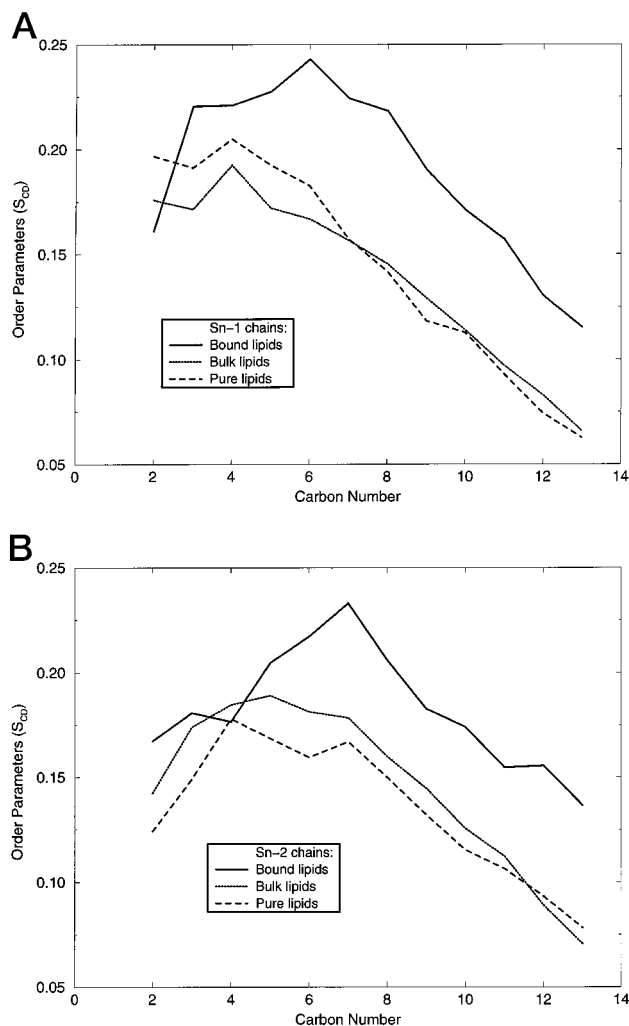 A
0.25
0.20
0.15
0.10
0.05
Order Parameters (SCD)
Sn-1 chains:
Bound lipids
Bulk lipids
Pure lipids
0 2 4 6 8 10 12 14
Carbon Number
B
0.25
0.20
0.15
0.10
0.05
Order Parameters (SCD)
Sn-2 chains:
Bound lipids
Bulk lipids
Pure lipids
0 2 4 6 8 10 12 14
Carbon Number